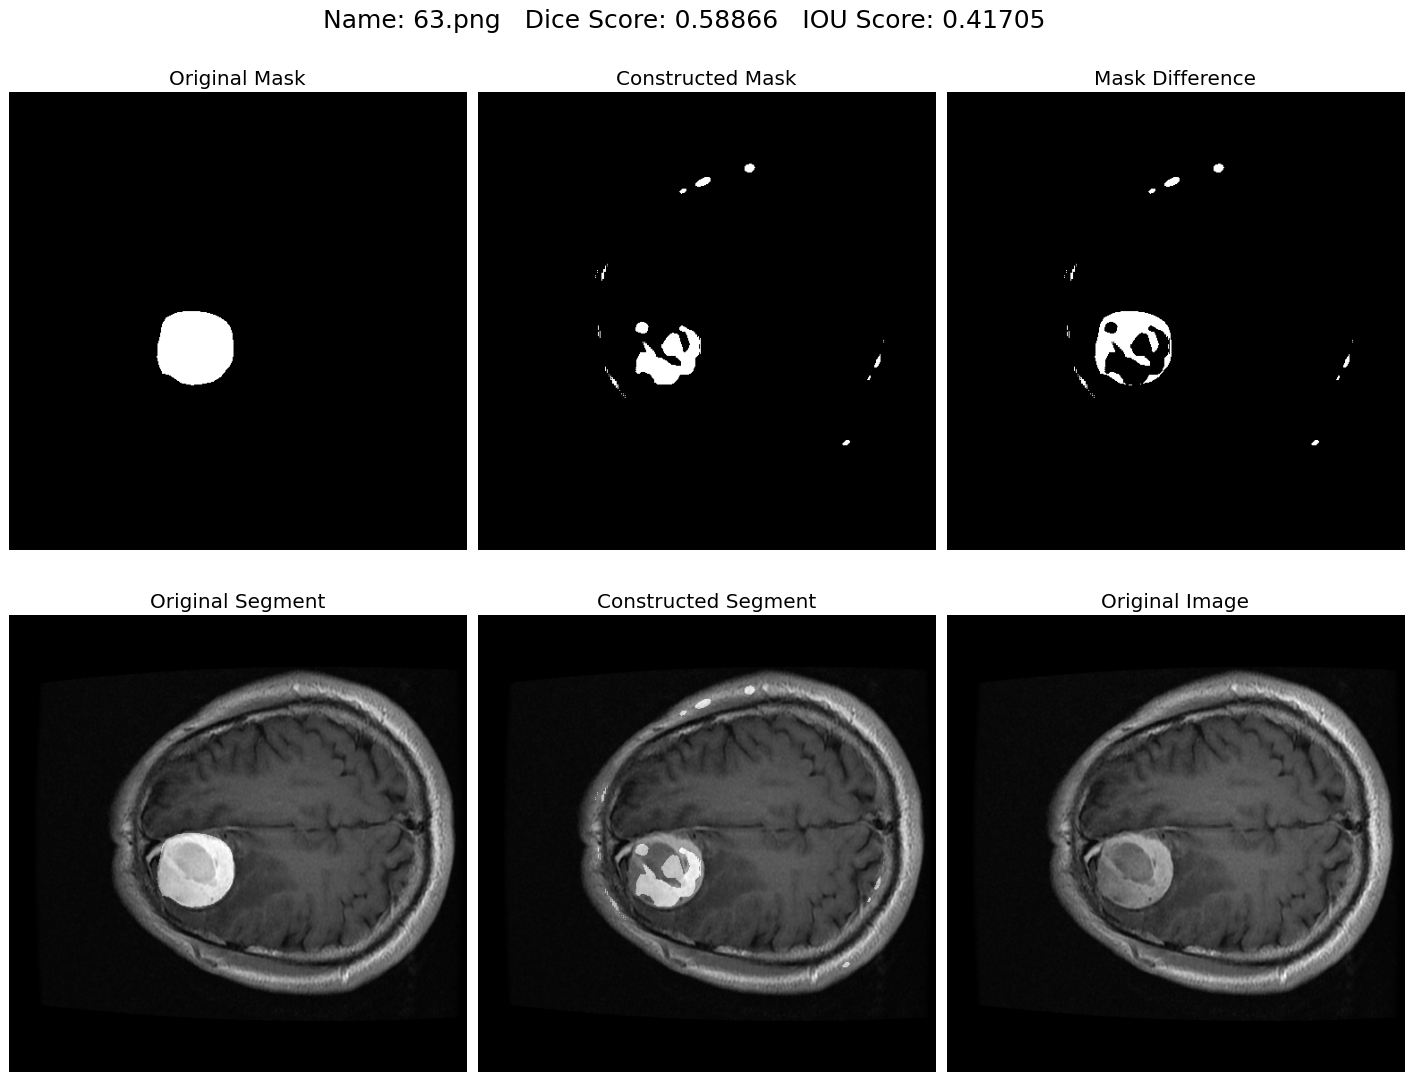 Name: 63.png   Dice Score: 0.58866   IOU Score: 0.41705
Original Mask
Constructed Mask
Mask Difference
Original Segment
Constructed Segment
Original Image